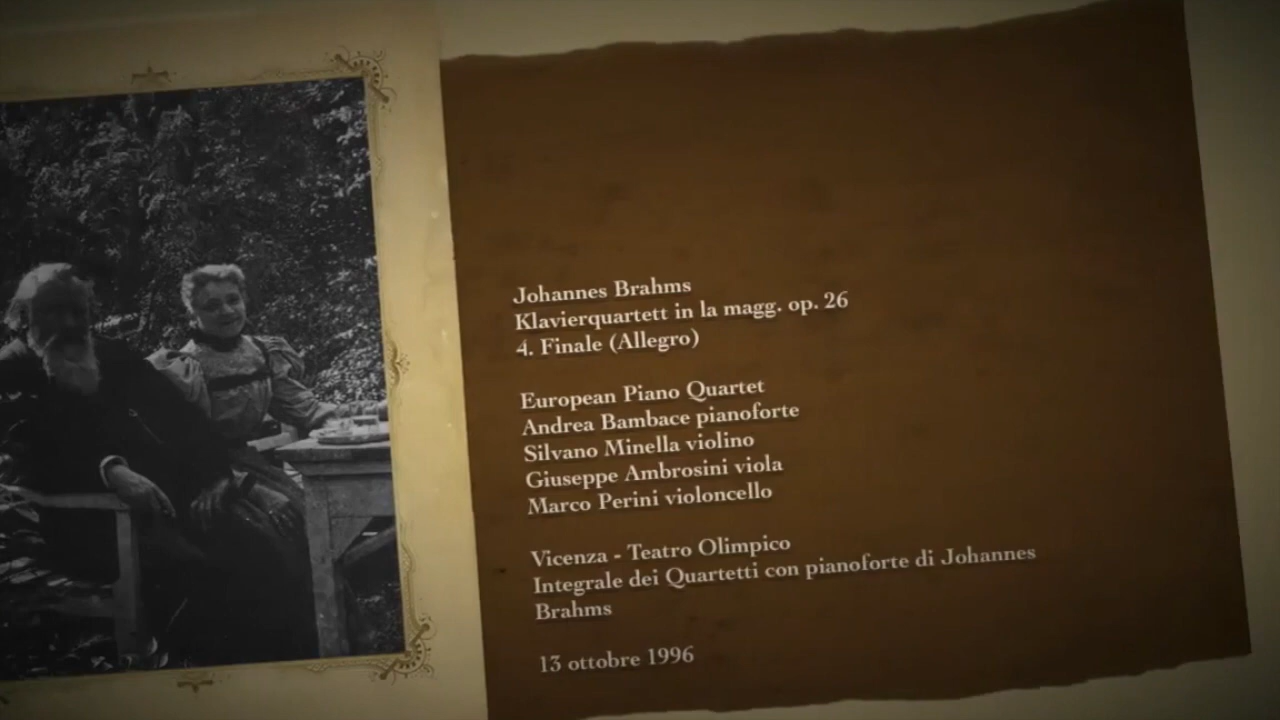 Johannes Brahms
Klavierquartett in la magg. op. 26
4. Finale (Allegro)
European Piano Quartet
Andrea Bambace pianoforte
Silvano Minella violino
Giuseppe Ambrosini viola
Marco Perini violoncello
Vicenza - Teatro Olimpico
Integrale dei Quartetti con pianoforte di Johannes
Brahms
13 ottobre 1996